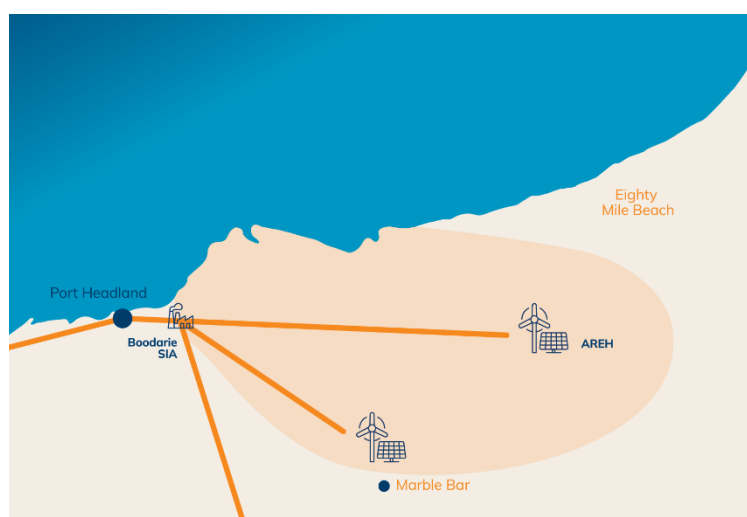 Eighty
Mile Beach
Port Headland
Boodarie
SIA
AREH
Marble Bar